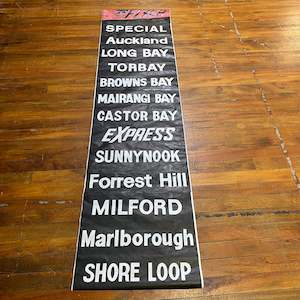 SPECIAL
Auckland
LONG BAY
TORBAY
BROWNS BAY
MAIRANGI BAY
CASTOR BAY
EXPRESS
SUNNYNOOK
Forrest Hill
MILFORD
Marlborough
SHORE LOOP